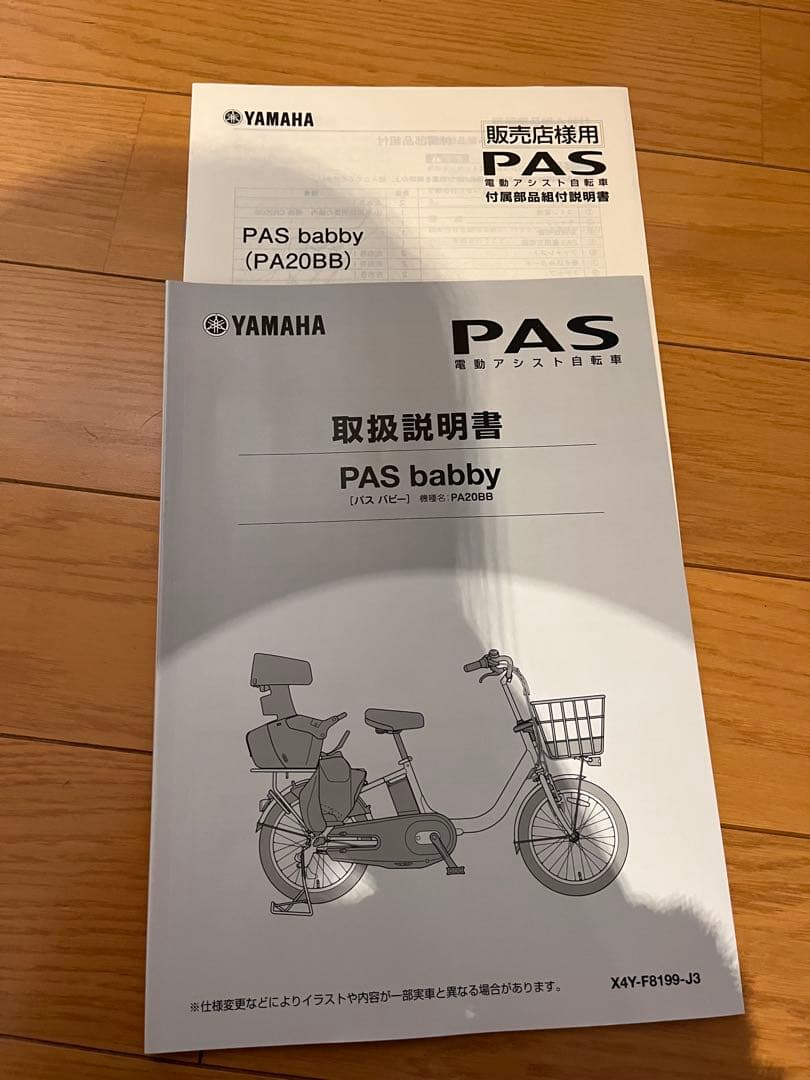 YAMAHA
販売店様用
PAS
電動アシスト自転車
付属部品組付説明書
PAS babby
(PA20BB)
YAMAHA
PAS
電動アシスト自転車
取扱説明書
PAS babby
[パス バビー] 機種名:PA20BB
※仕様変更などによりイラストや内容が一部実車と異なる場合があります。
X4Y-F8199-J3